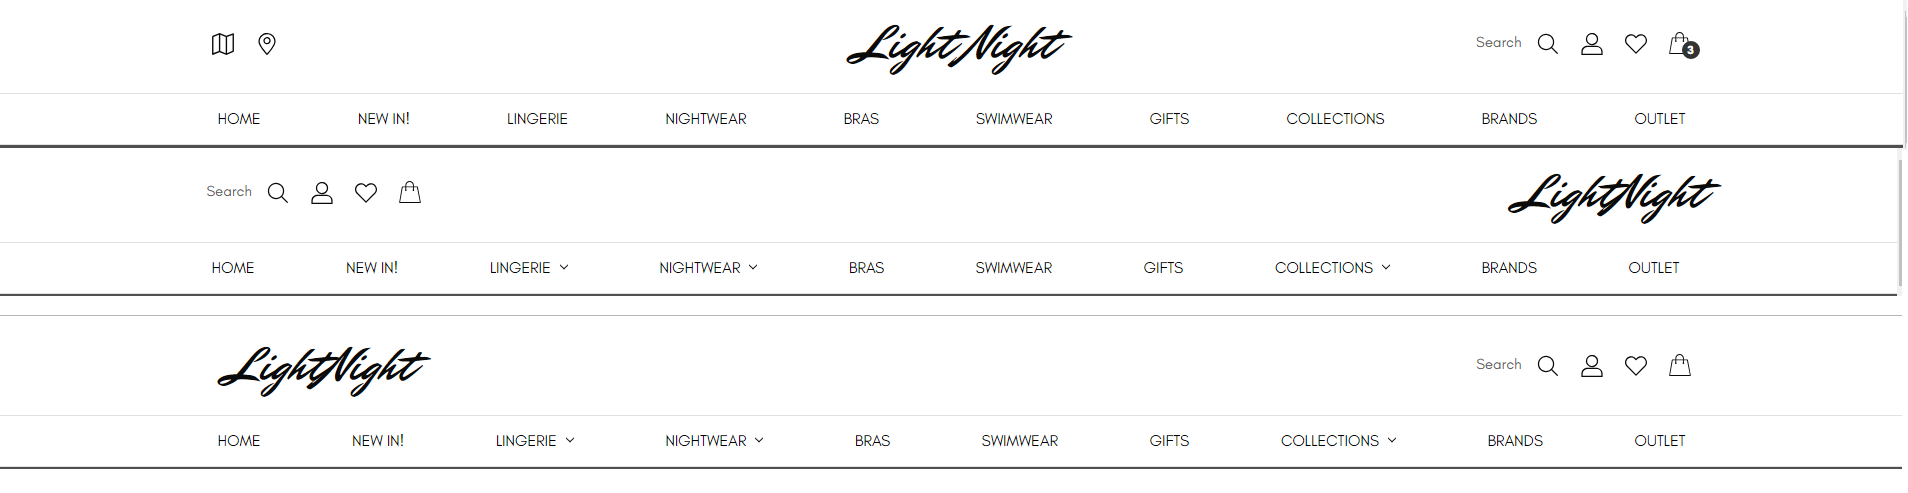 Light Night
Search 3
HOME NEW IN! LINGERIE NIGHTWEAR BRAS SWIMWEAR GIFTS COLLECTIONS BRANDS OUTLET
Search LightNight
HOME NEW IN! LINGERIE NIGHTWEAR BRAS SWIMWEAR GIFTS COLLECTIONS BRANDS OUTLET
LightNight Search
HOME NEW IN! LINGERIE NIGHTWEAR BRAS SWIMWEAR GIFTS COLLECTIONS BRANDS OUTLET